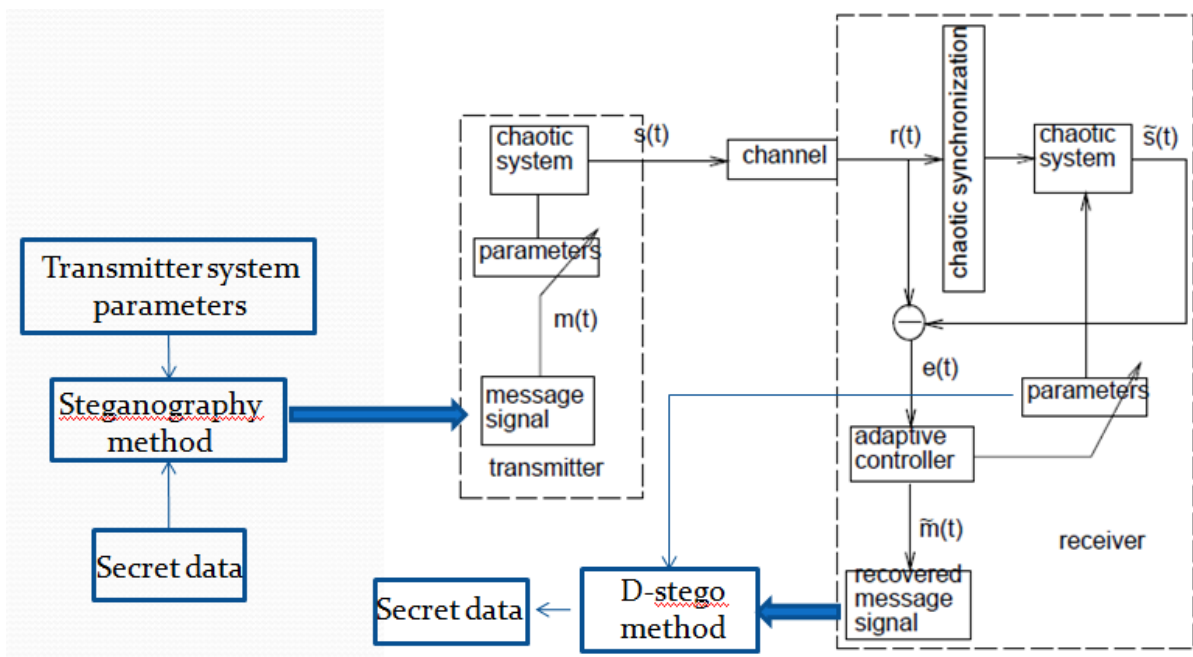 Transmitter system
parameters
Steganography
method
Secret data
chaotic
system
parameters
m(t)
message
signal
transmitter
s(t)
channel
r(t)
chaotic synchronization
chaotic
system
s̃(t)
e(t)
parameters
adaptive
controller
m̃(t)
receiver
recovered
message
signal
D-stego
method
Secret data